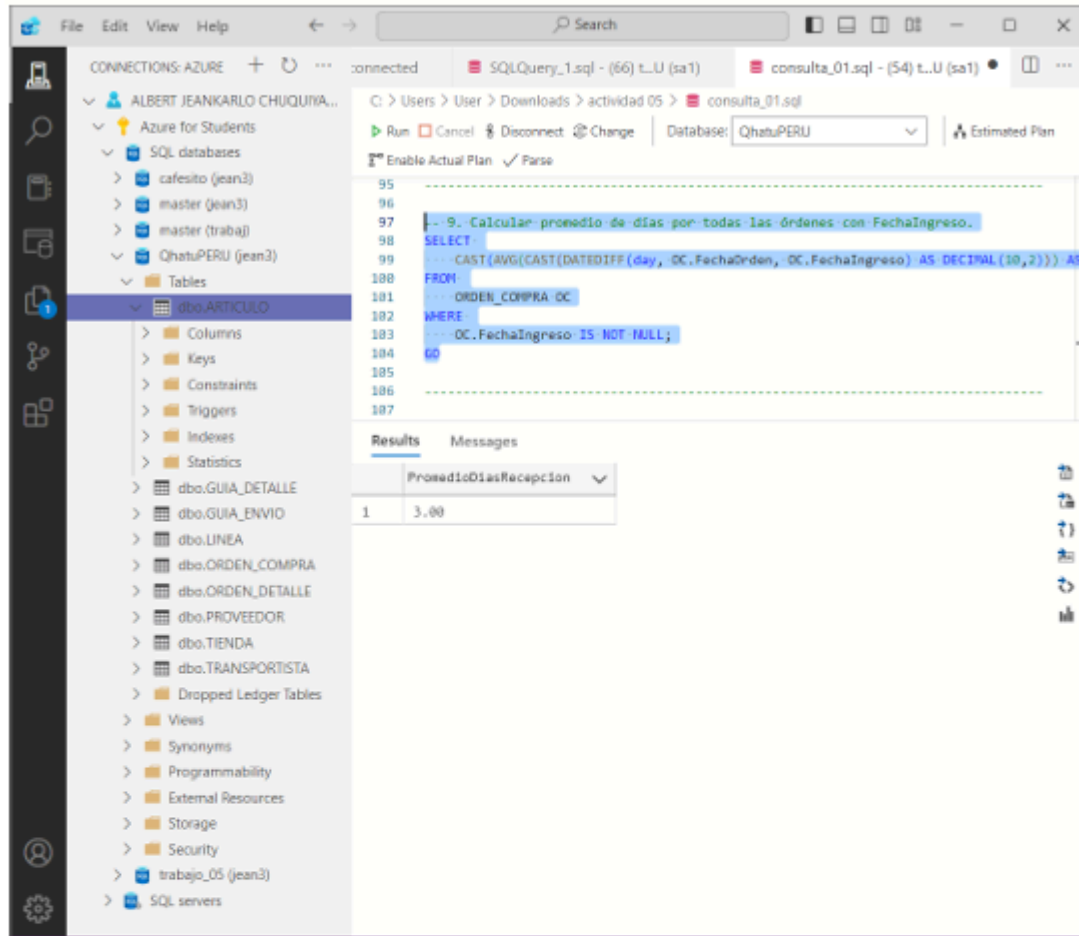 File Edit View Help
Search
CONNECTIONS: AZURE
ALBERT JEANKARLO CHUQUIYA...
Azure for Students
SQL databases
cafesito (jean3)
master (jean3)
master (trabaj)
QhatuPERU (jean3)
Tables
dbo.ARTICULO
Columns
Keys
Constraints
Triggers
Indexes
Statistics
dbo.GUIA_DETALLE
dbo.GUIA_ENVIO
dbo.LINEA
dbo.ORDEN_COMPRA
dbo.ORDEN_DETALLE
dbo.PROVEEDOR
dbo.TIENDA
dbo.TRANSPORTISTA
Dropped Ledger Tables
Views
Synonyms
Programmability
External Resources
Storage
Security
trabajo_05 (jean3)
SQL servers
1
connected
SQLQuery_1.sql - (66) t...U (sa1)
consulta_01.sql - (54) t...U (sa1)
C: > Users > User > Downloads > actividad 05 > consulta_01.sql
Run Cancel Disconnect Change Database: QhatuPERU Estimated Plan
Enable Actual Plan Parse
95 ----------------------------------------------------------------------
96
97 -- 9. Calcular promedio de días por todas las órdenes con FechaIngreso.
98 SELECT
99 CAST(AVG(CAST(DATEDIFF(day, OC.FechaOrden, OC.FechaIngreso) AS DECIMAL(10,2))) AS
100 FROM
101 ORDEN_COMPRA OC
102 WHERE
103 OC.FechaIngreso IS NOT NULL;
104 GO
105
106 ----------------------------------------------------------------------
107
Results Messages
PromedioDiasRecepcion
1 3.00